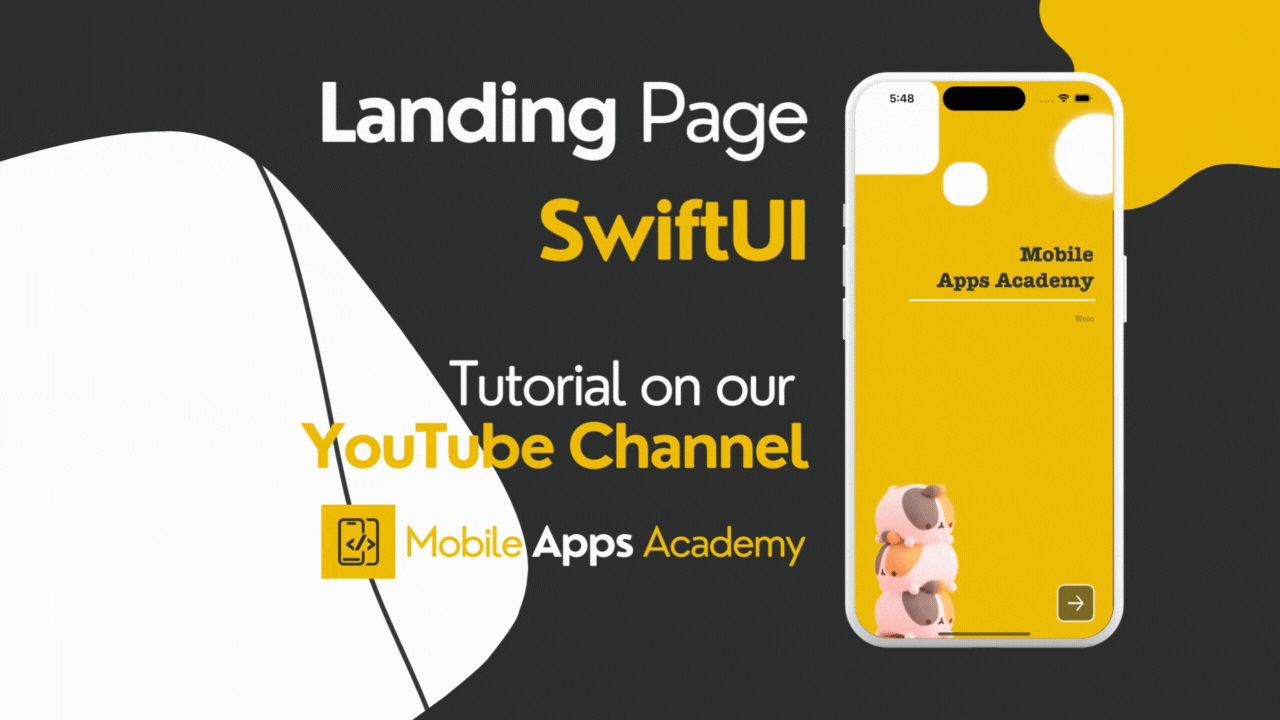 Landing Page
SwiftUI
Tutorial on our
YouTube Channel
Mobile Apps Academy
5:48
Mobile
Apps Academy
Welc